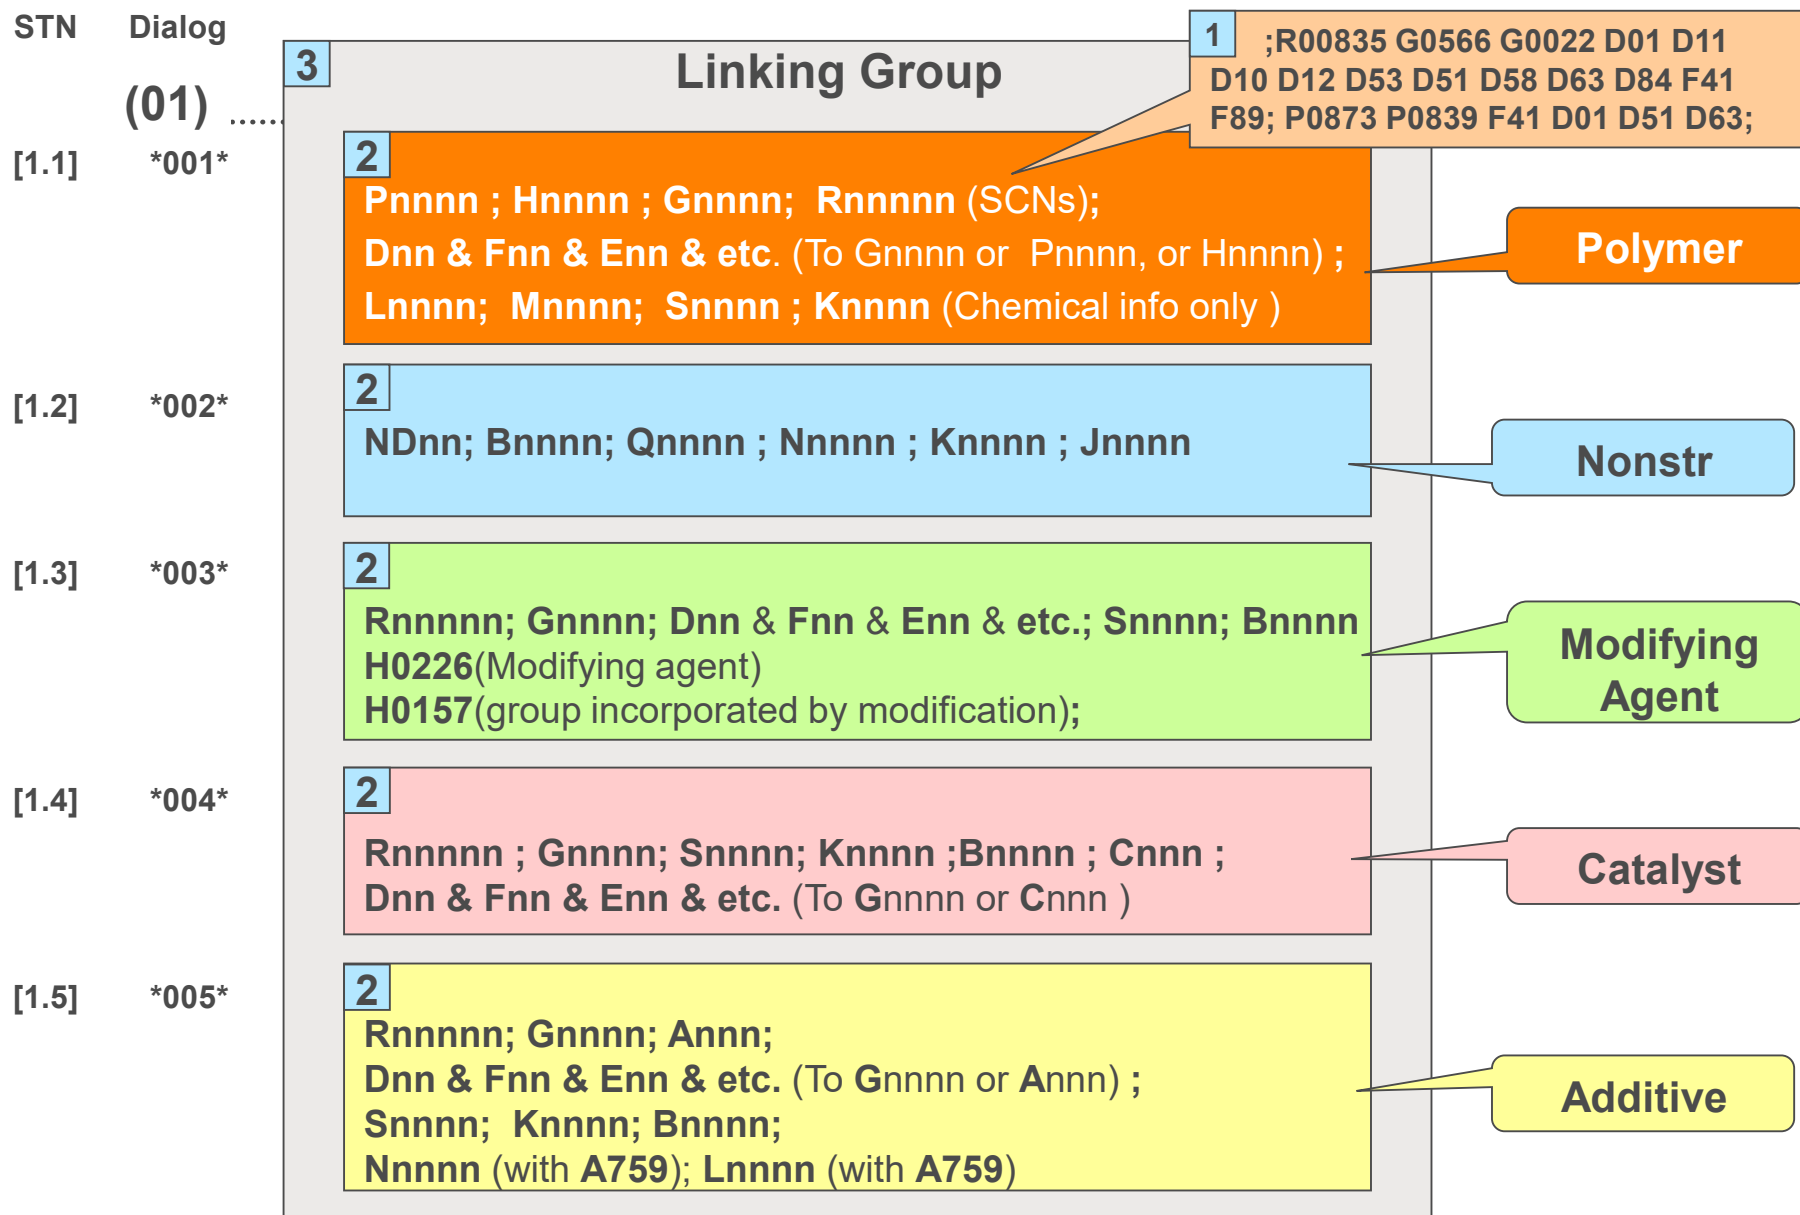 STN Dialog
(01) ......
3
Linking Group
1
;R00835 G0566 G0022 D01 D11
D10 D12 D53 D51 D58 D63 D84 F41
F89; P0873 P0839 F41 D01 D51 D63;
[1.1] *001*
2
Pnnnn ; Hnnnn ; Gnnnn; Rnnnnn (SCNs);
Dnn & Fnn & Enn & etc. (To Gnnnn or Pnnnn, or Hnnnn) ;
Lnnnn; Mnnnn; Snnnn ; Knnnn (Chemical info only )
Polymer
[1.2] *002*
2
NDnn; Bnnnn; Qnnnn ; Nnnnn ; Knnnn ; Jnnnn
Nonstr
[1.3] *003*
2
Rnnnnn; Gnnnn; Dnn & Fnn & Enn & etc.; Snnnn; Bnnnn
H0226(Modifying agent)
H0157(group incorporated by modification);
Modifying
Agent
[1.4] *004*
2
Rnnnnn ; Gnnnn; Snnnn; Knnnn ;Bnnnn ; Cnnn ;
Dnn & Fnn & Enn & etc. (To Gnnnn or Cnnn )
Catalyst
[1.5] *005*
2
Rnnnnn; Gnnnn; Annn;
Dnn & Fnn & Enn & etc. (To Gnnnn or Annn) ;
Snnnn; Knnnn; Bnnnn;
Nnnnn (with A759); Lnnnn (with A759)
Additive